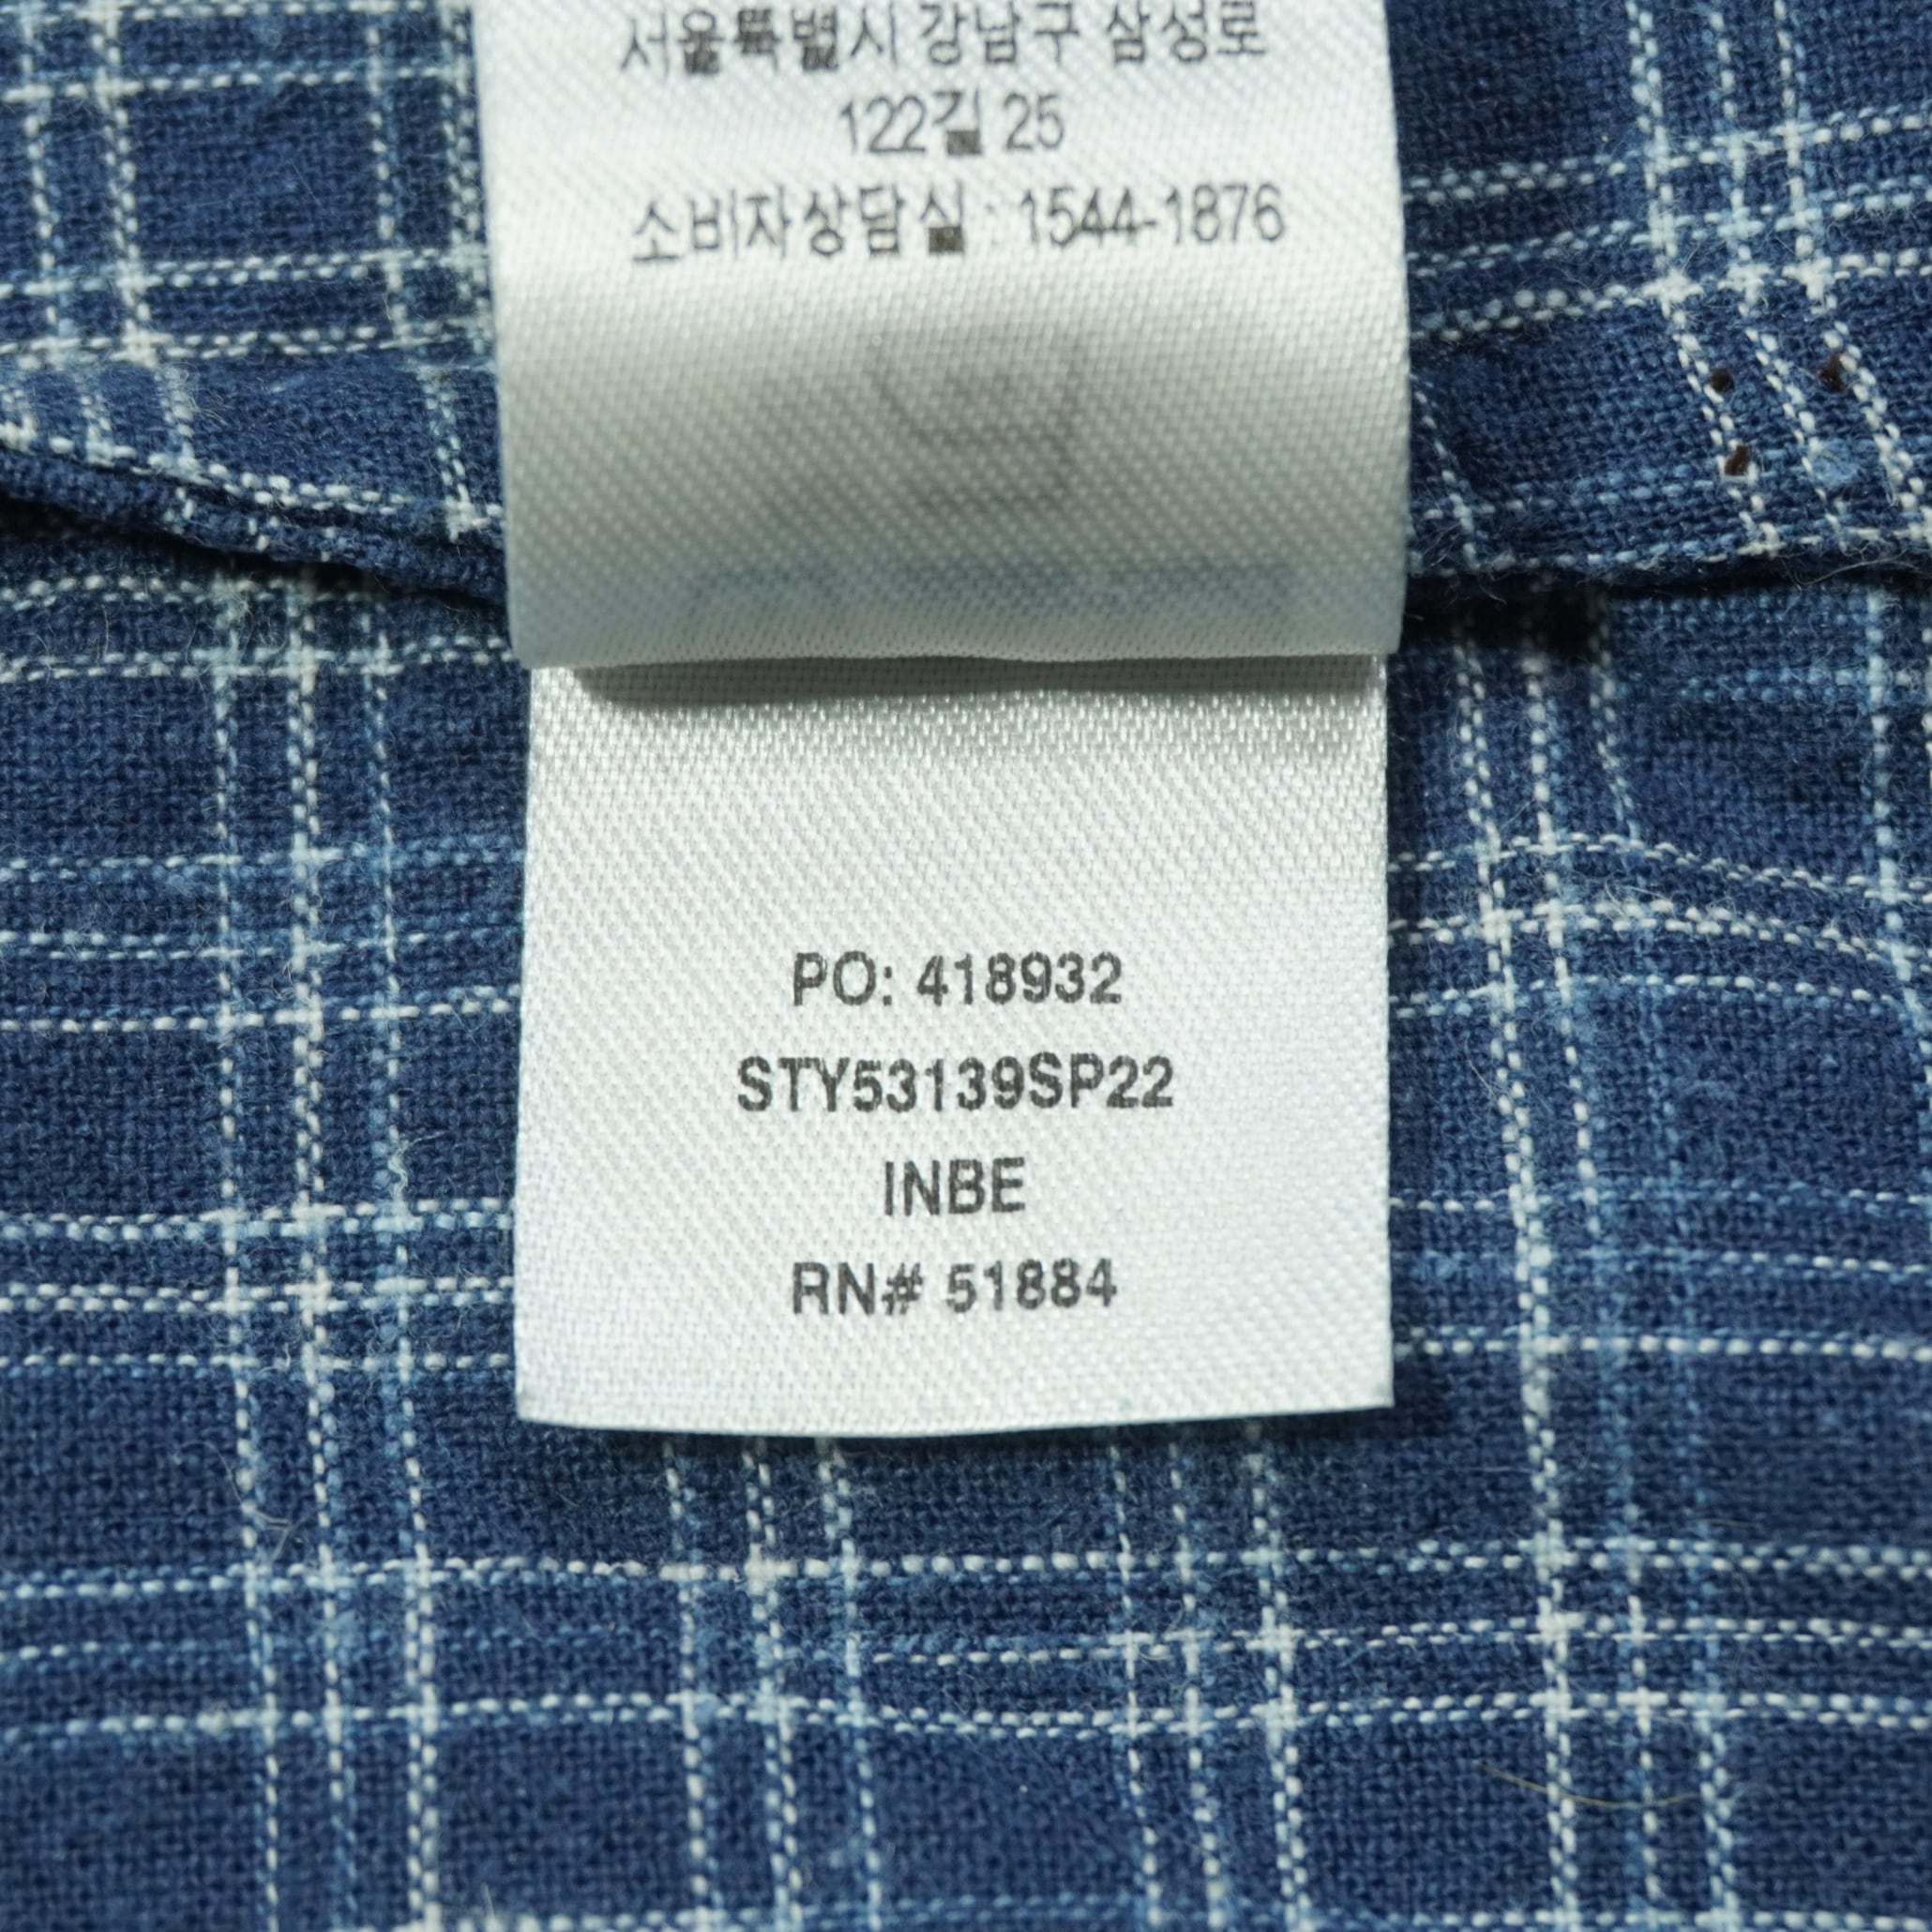 서울특별시 강남구 삼성로
122길 25
소비자상담실 : 1544-1876
PO: 418932
STY53139SP22
INBE
RN# 51884